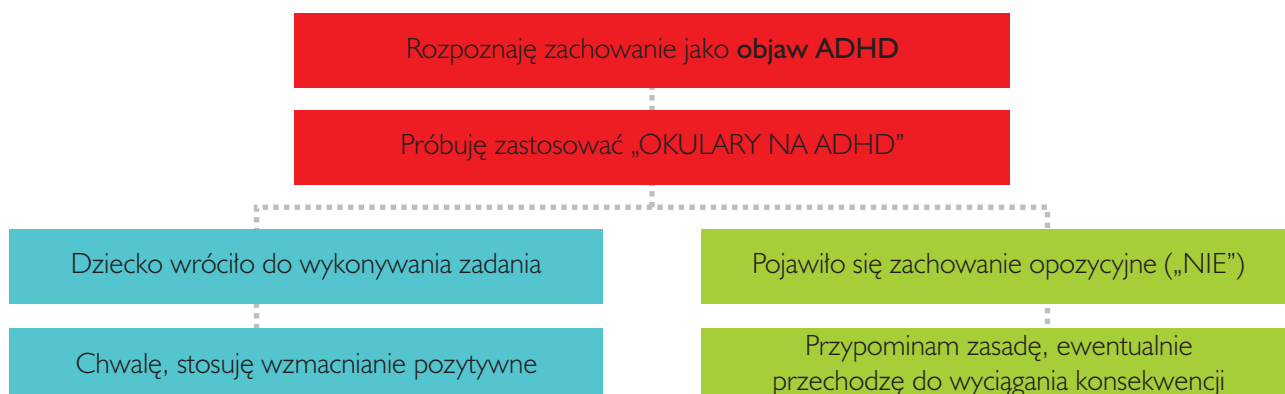 Rozpoznaję zachowanie jako objaw ADHD
Próbuję zastosować „OKULARY NA ADHD”
Dziecko wróciło do wykonywania zadania
Pojawiło się zachowanie opozycyjne („NIE”)
Chwalę, stosuję wzmacnianie pozytywne
Przypominam zasadę, ewentualnie
przechodzę do wyciągania konsekwencji